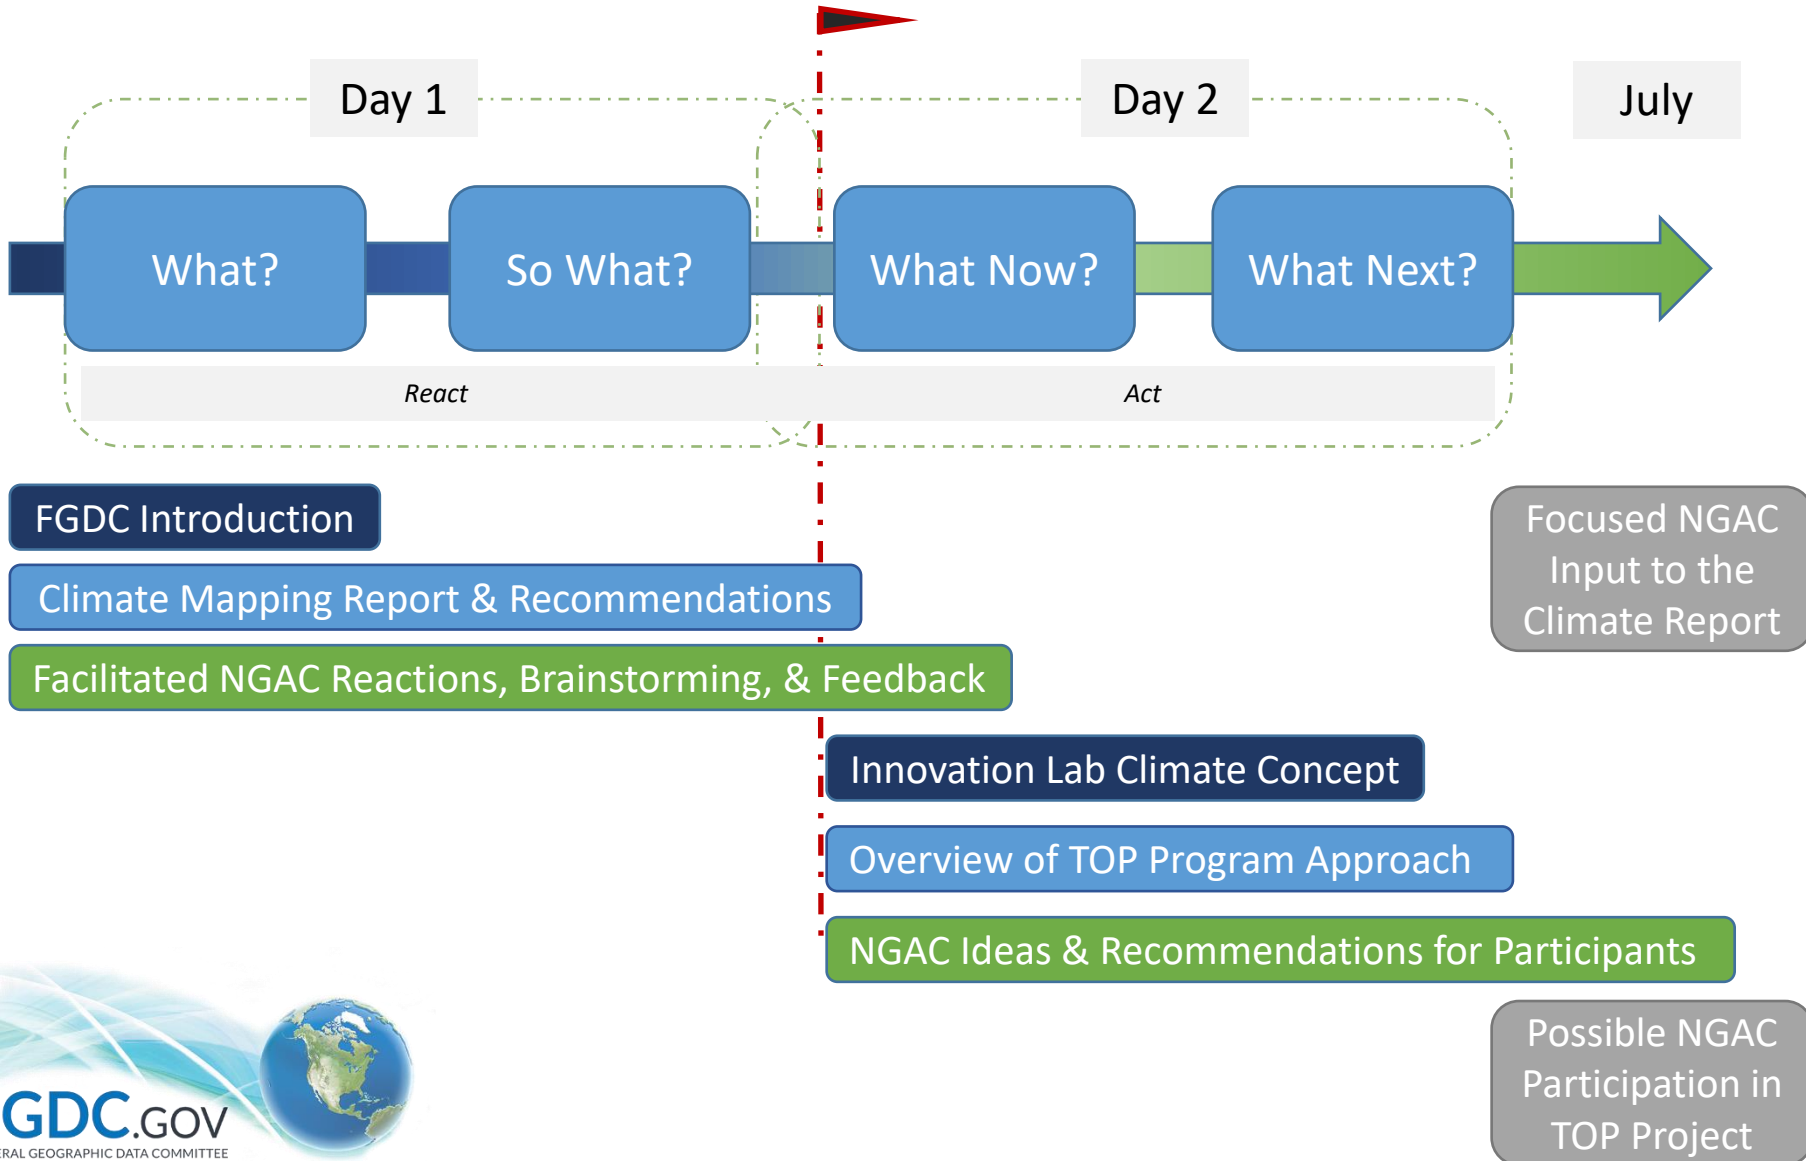 Day 1
Day 2
July
What?
So What?
What Now?
What Next?
React
Act
FGDC Introduction
Climate Mapping Report & Recommendations
Facilitated NGAC Reactions, Brainstorming, & Feedback
Focused NGAC
Input to the
Climate Report
Innovation Lab Climate Concept
Overview of TOP Program Approach
NGAC Ideas & Recommendations for Participants
Possible NGAC
Participation in
TOP Project
GDC.GOV
ERAL GEOGRAPHIC DATA COMMITTEE